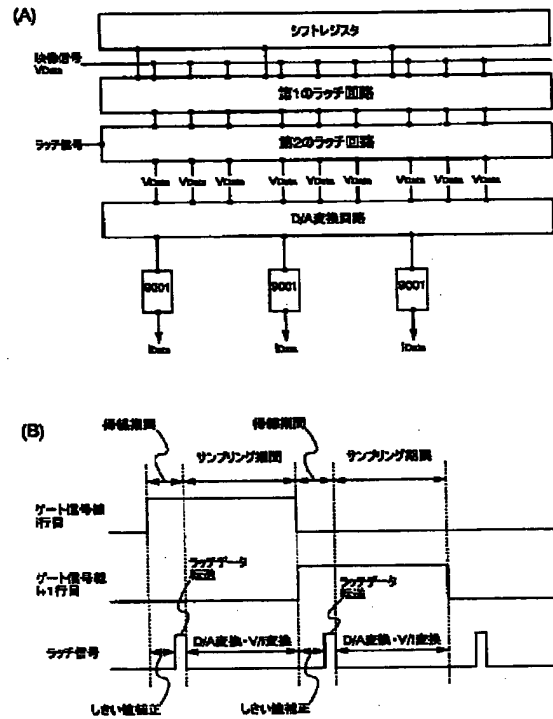 (A)
シフトレジスタ
映像信号
VData
第1のラッチ回路
ラッチ信号
第2のラッチ回路
VData VData VData VData VData VData VData VData VData
D/A変換回路
9001 9001 9001
iData iData iData
(B)
帰線期間 帰線期間
サンプリング期間 サンプリング期間
ゲート信号線
i行目
ラッチデータ
転送
ラッチデータ
転送
ゲート信号線
i+1行目
D/A変換・V/I変換 D/A変換・V/I変換
ラッチ信号
しきい値補正 しきい値補正